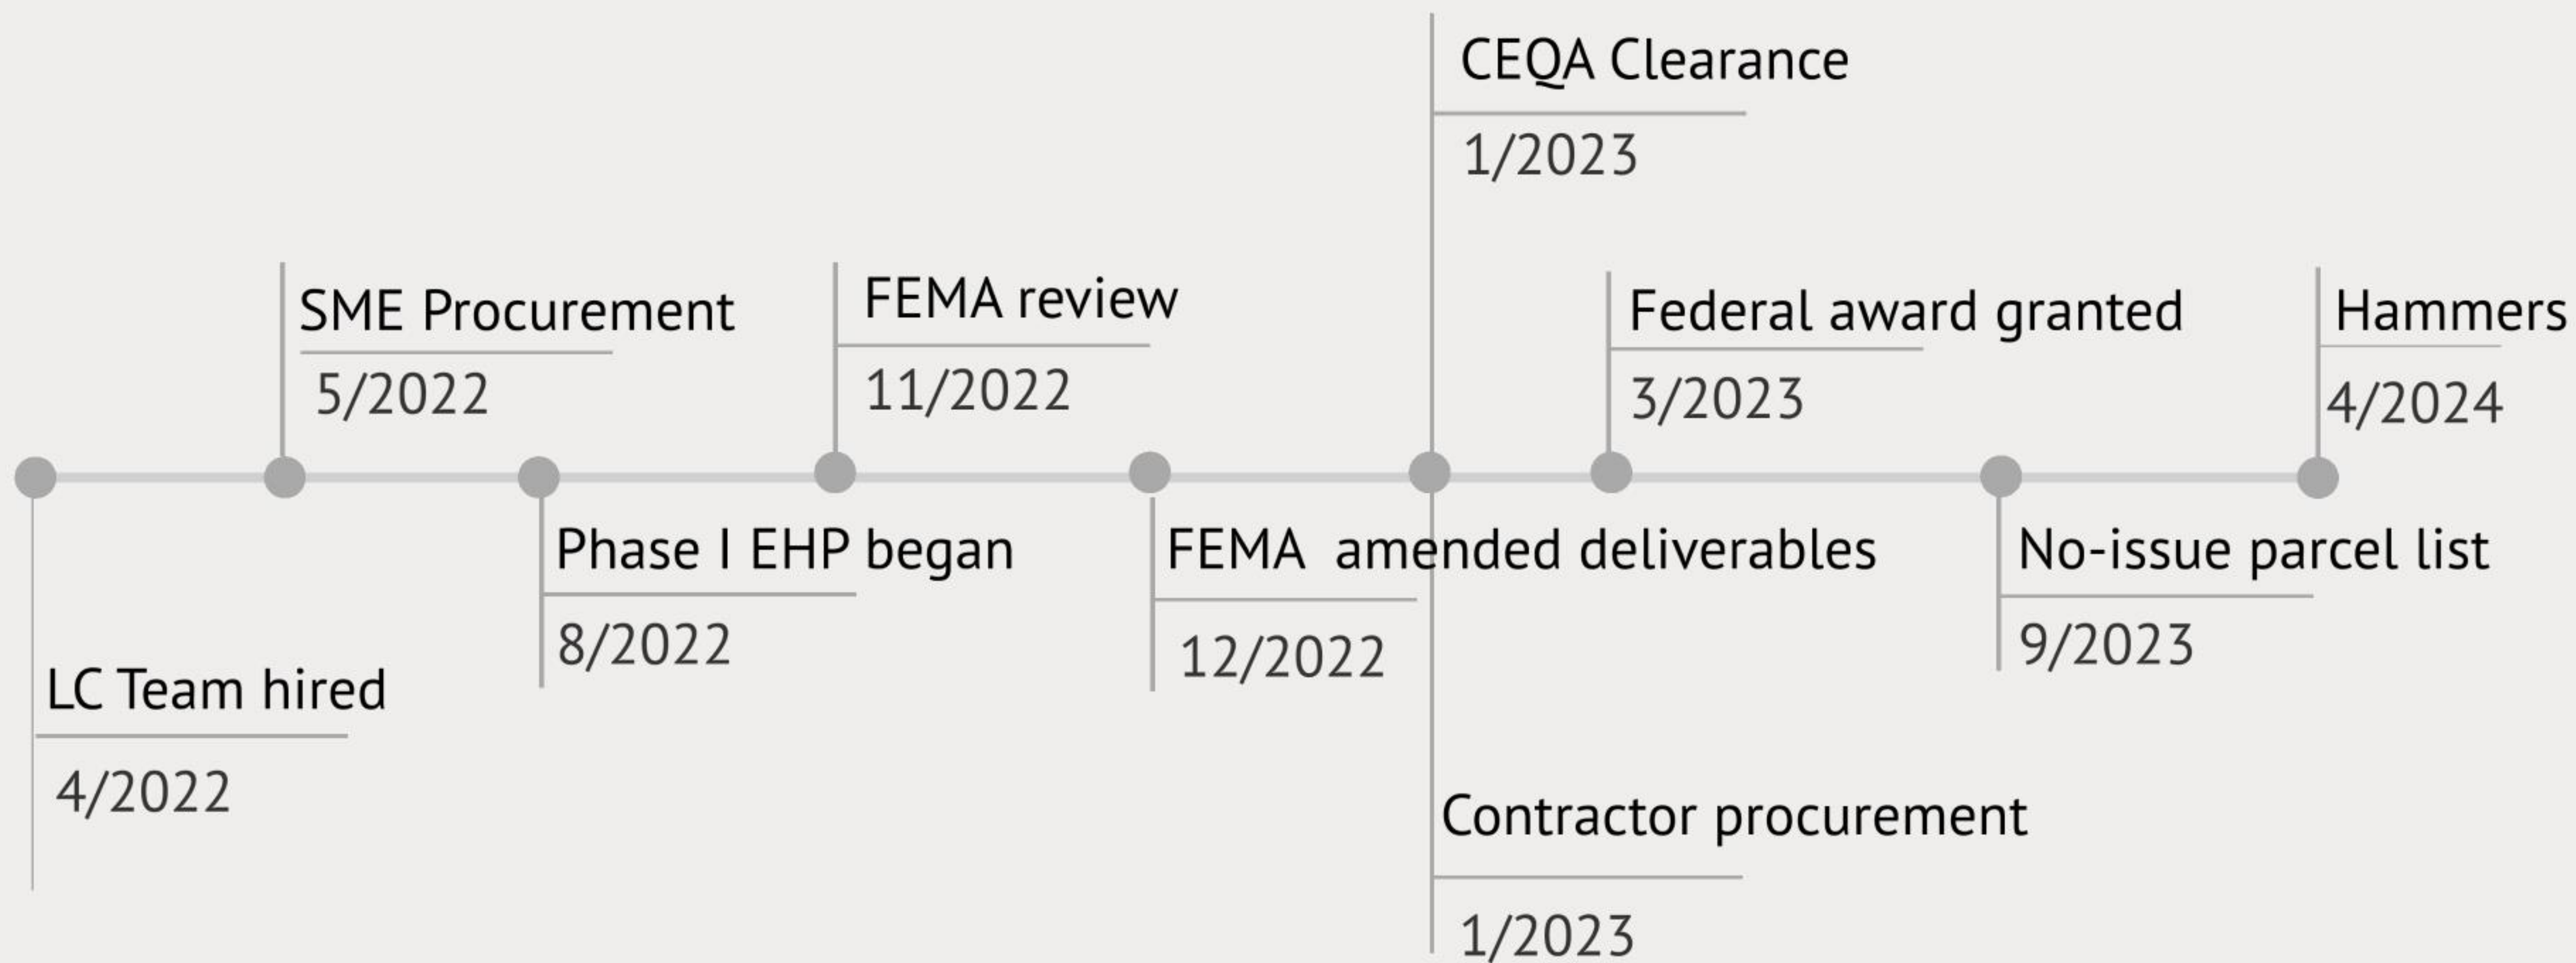 CEQA Clearance
1/2023
SME Procurement
5/2022
FEMA review
11/2022
Federal award granted
3/2023
Hammers
4/2024
LC Team hired
4/2022
Phase I EHP began
8/2022
FEMA  amended deliverables
12/2022
Contractor procurement
1/2023
No-issue parcel list
9/2023